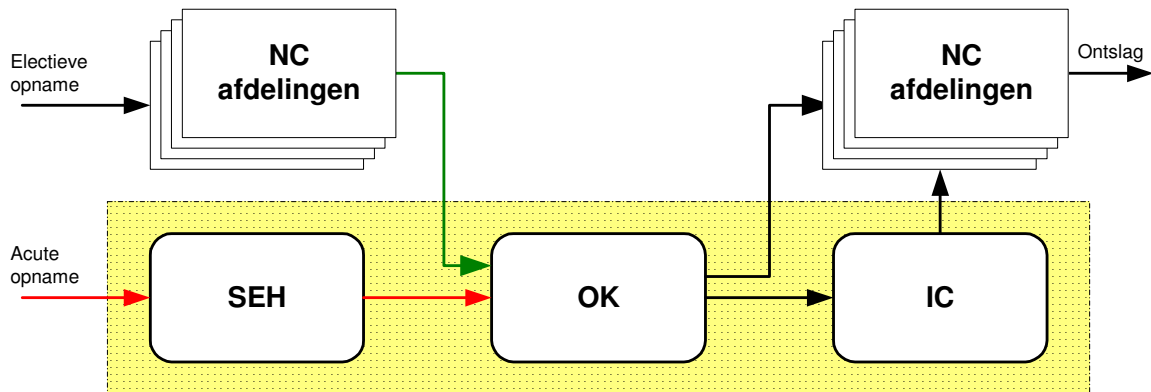 Electieve
opname
NC
afdelingen
NC
afdelingen
Ontslag
Acute
opname
SEH
OK
IC